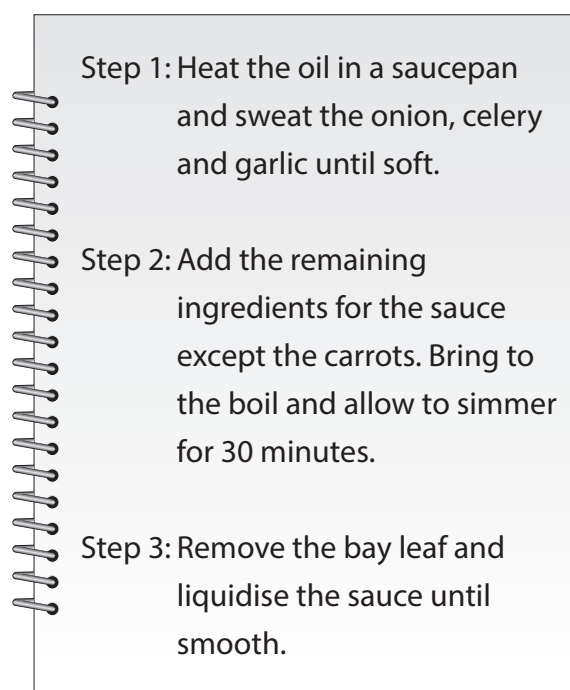 Step 1: Heat the oil in a saucepan
and sweat the onion, celery
and garlic until soft.
Step 2: Add the remaining
ingredients for the sauce
except the carrots. Bring to
the boil and allow to simmer
for 30 minutes.
Step 3: Remove the bay leaf and
liquidise the sauce until
smooth.